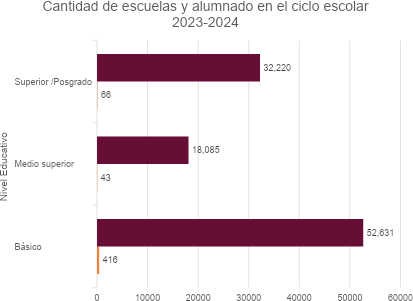 Cantidad de escuelas y alumnado en el ciclo escolar
2023-2024
Nivel Educativo
Superior /Posgrado
32,220
66
Medio superior
18,085
43
Básico
52,631
416
0 10000 20000 30000 40000 50000 60000